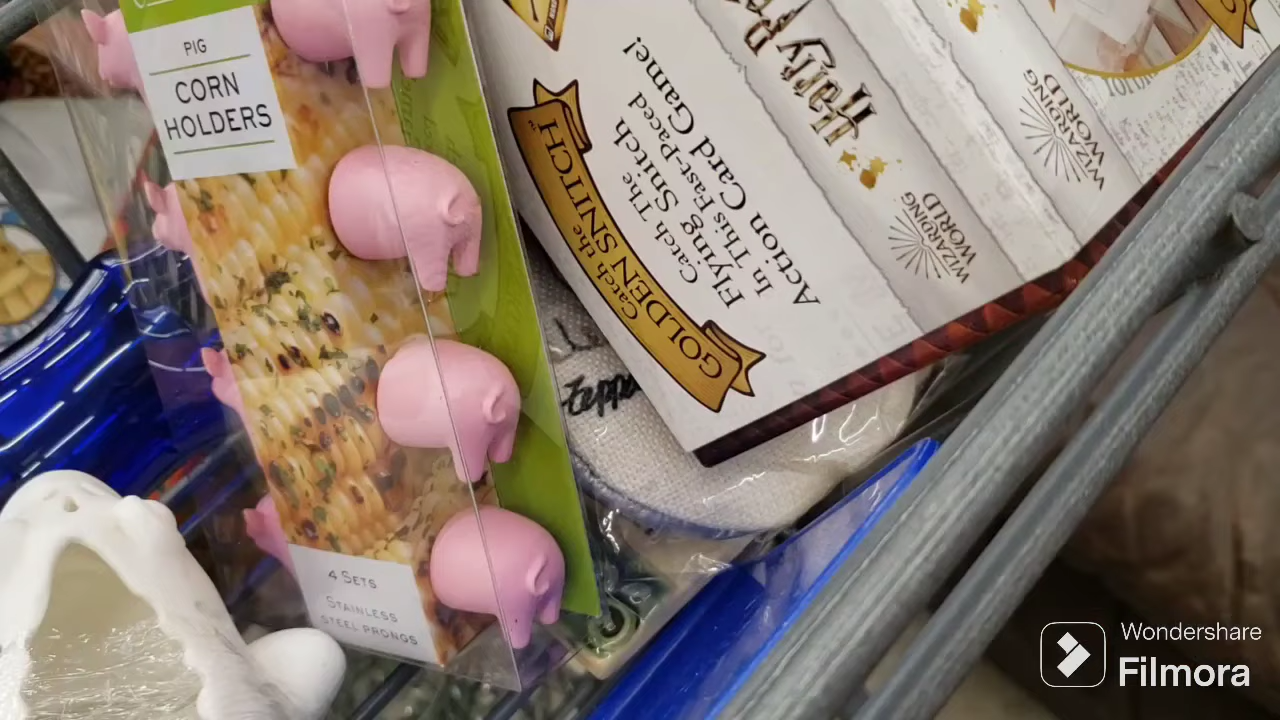 PIG
CORN
HOLDERS
4 SETS
STAINLESS
STEEL PRONGS
Harry
Catch the
GOLDEN SNITCH
Catch The
Flying Snitch
In This Fast-Paced
Action Card Game!
WIZARDING
WORLD
WIZARDING
WORLD
Wondershare
Filmora